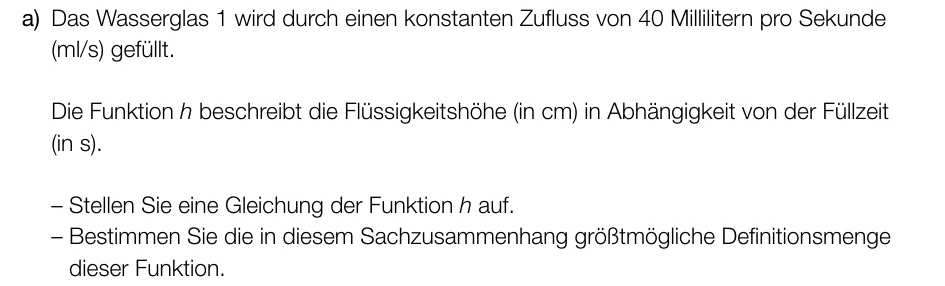 a) Das Wasserglas 1 wird durch einen konstanten Zufluss von 40 Millilitern pro Sekunde
(ml/s) gefüllt.
Die Funktion h beschreibt die Flüssigkeitshöhe (in cm) in Abhängigkeit von der Füllzeit
(in s).
– Stellen Sie eine Gleichung der Funktion h auf.
– Bestimmen Sie die in diesem Sachzusammenhang größtmögliche Definitionsmenge
dieser Funktion.